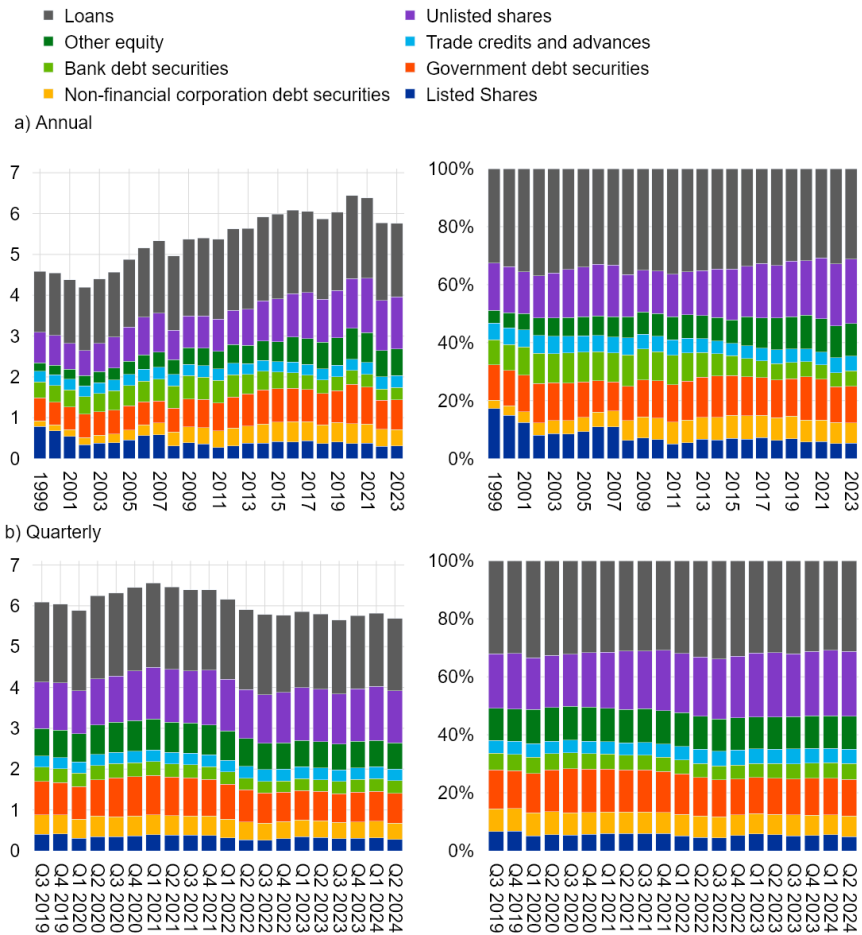 Loans
Unlisted shares
Other equity
Trade credits and advances
Bank debt securities
Government debt securities
Non-financial corporation debt securities
Listed Shares
a) Annual
7
6
5
4
3
2
1
0
1999
2001
2003
2005
2007
2009
2011
2013
2015
2017
2019
2021
2023
100%
80%
60%
40%
20%
0%
1999
2001
2003
2005
2007
2009
2011
2013
2015
2017
2019
2021
2023
b) Quarterly
7
6
5
4
3
2
1
0
Q3 2019
Q4 2019
Q1 2020
Q2 2020
Q3 2020
Q4 2020
Q1 2021
Q2 2021
Q3 2021
Q4 2021
Q1 2022
Q2 2022
Q3 2022
Q4 2022
Q1 2023
Q2 2023
Q3 2023
Q4 2023
Q1 2024
Q2 2024
100%
80%
60%
40%
20%
0%
Q3 2019
Q4 2019
Q1 2020
Q2 2020
Q3 2020
Q4 2020
Q1 2021
Q2 2021
Q3 2021
Q4 2021
Q1 2022
Q2 2022
Q3 2022
Q4 2022
Q1 2023
Q2 2023
Q3 2023
Q4 2023
Q1 2024
Q2 2024